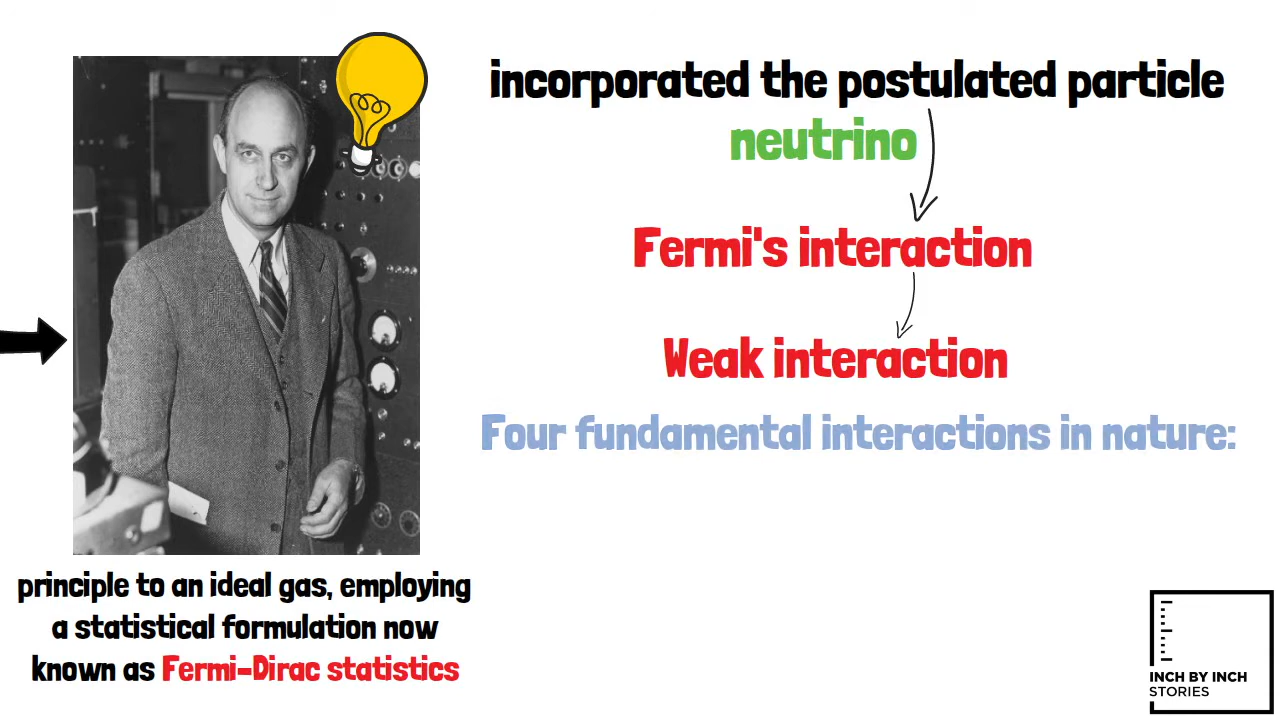 incorporated the postulated particle
neutrino
Fermi's interaction
Weak interaction
Four fundamental interactions in nature:
principle to an ideal gas, employing
a statistical formulation now
known as Fermi-Dirac statistics
INCH BY INCH
STORIES